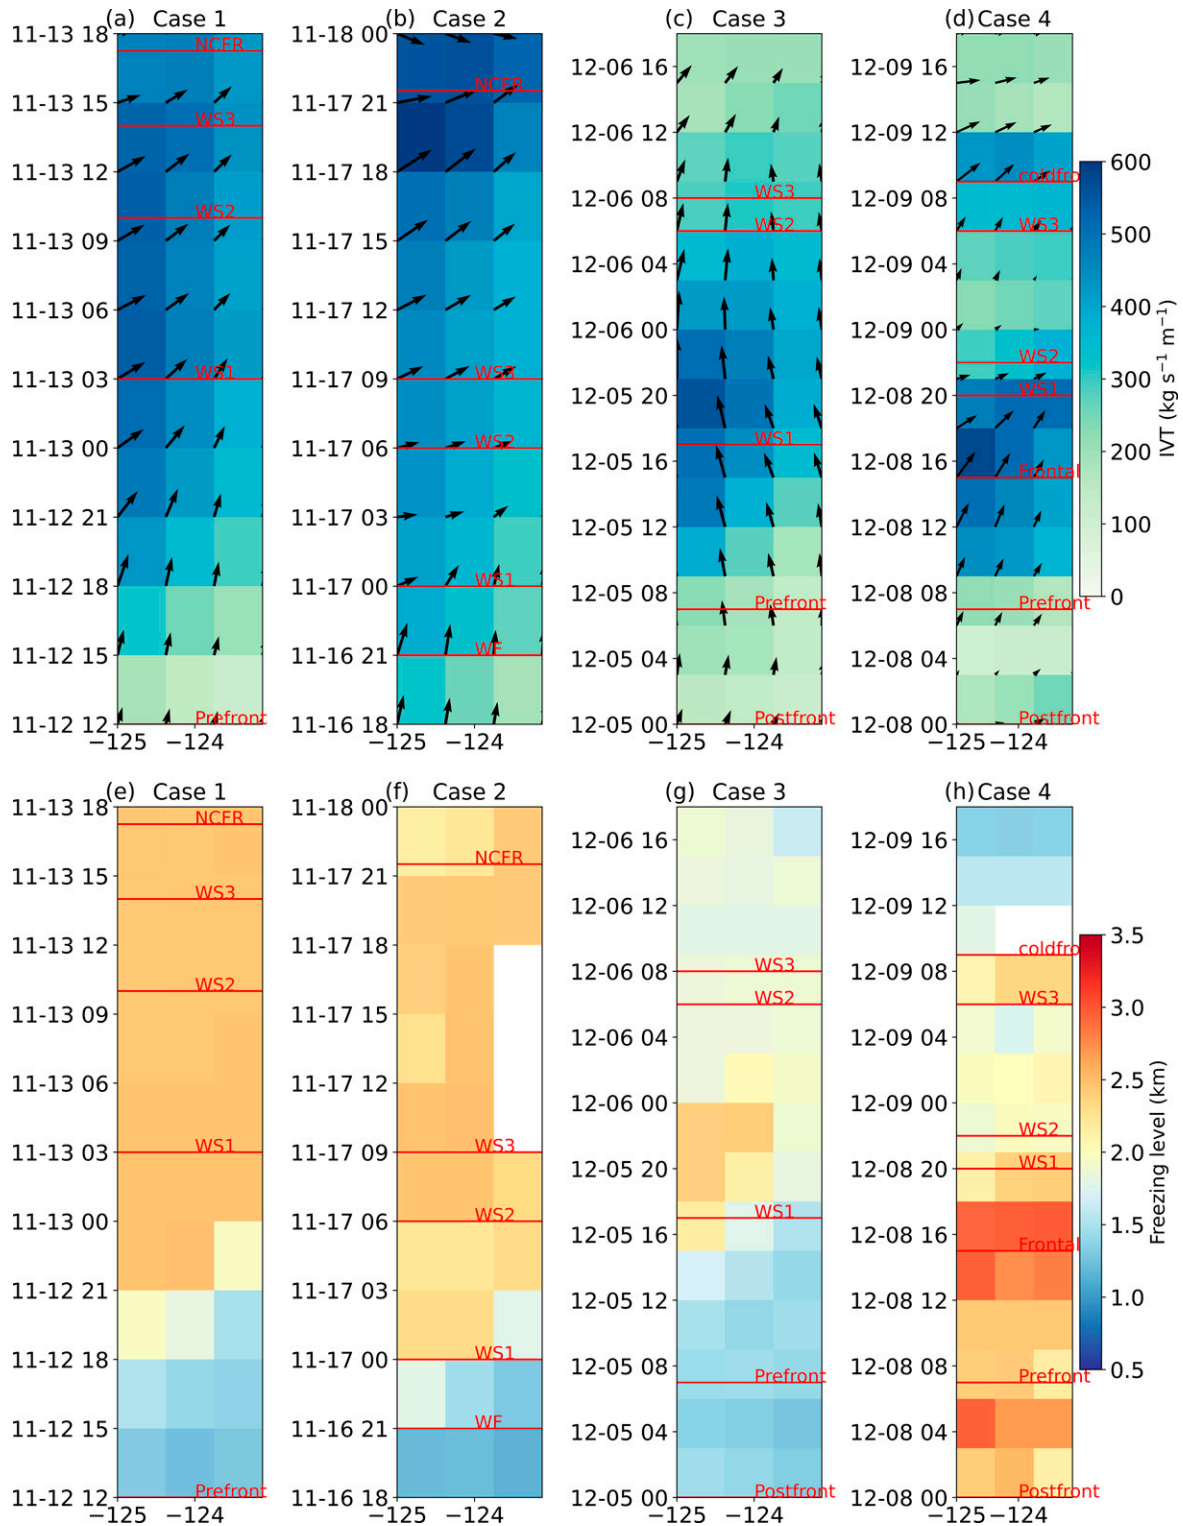 (a) Case 1
11-13 18
NCFR
11-13 15
WS3
11-13 12
WS2
11-13 09
11-13 06
11-13 03
WS1
11-13 00
11-12 21
11-12 18
11-12 15
11-12 12
Prefront
−125 −124
(b) Case 2
11-18 00
NCFR
11-17 21
11-17 18
11-17 15
11-17 12
11-17 09
WS3
11-17 06
WS2
11-17 03
11-17 00
WS1
11-16 21
WF
11-16 18
−125 −124
(c) Case 3
12-06 16
12-06 12
12-06 08
WS3
WS2
12-06 04
12-06 00
12-05 20
WS1
12-05 16
12-05 12
12-05 08
Prefront
12-05 04
12-05 00
Postfront
−125 −124
(d) Case 4
12-09 16
12-09 12
coldfro
12-09 08
WS3
12-09 04
12-09 00
WS2
12-08 20
WS1
12-08 16
Frontal
12-08 12
12-08 08
Prefront
12-08 04
12-08 00
Postfront
−125 −124
600
500
400
300
200
100
0
IVT (kg s⁻¹ m⁻¹)
(e) Case 1
11-13 18
NCFR
11-13 15
WS3
11-13 12
WS2
11-13 09
11-13 06
11-13 03
WS1
11-13 00
11-12 21
11-12 18
11-12 15
11-12 12
Prefront
−125 −124
(f) Case 2
11-18 00
NCFR
11-17 21
11-17 18
11-17 15
11-17 12
11-17 09
WS3
11-17 06
WS2
11-17 03
11-17 00
WS1
11-16 21
WF
11-16 18
−125 −124
(g) Case 3
12-06 16
12-06 12
12-06 08
WS3
WS2
12-06 04
12-06 00
12-05 20
WS1
12-05 16
12-05 12
12-05 08
Prefront
12-05 04
12-05 00
Postfront
−125 −124
(h) Case 4
12-09 16
12-09 12
coldfro
12-09 08
WS3
12-09 04
12-09 00
WS2
12-08 20
WS1
12-08 16
Frontal
12-08 12
12-08 08
Prefront
12-08 04
12-08 00
Postfront
−125 −124
3.5
3.0
2.5
2.0
1.5
1.0
0.5
Freezing level (km)